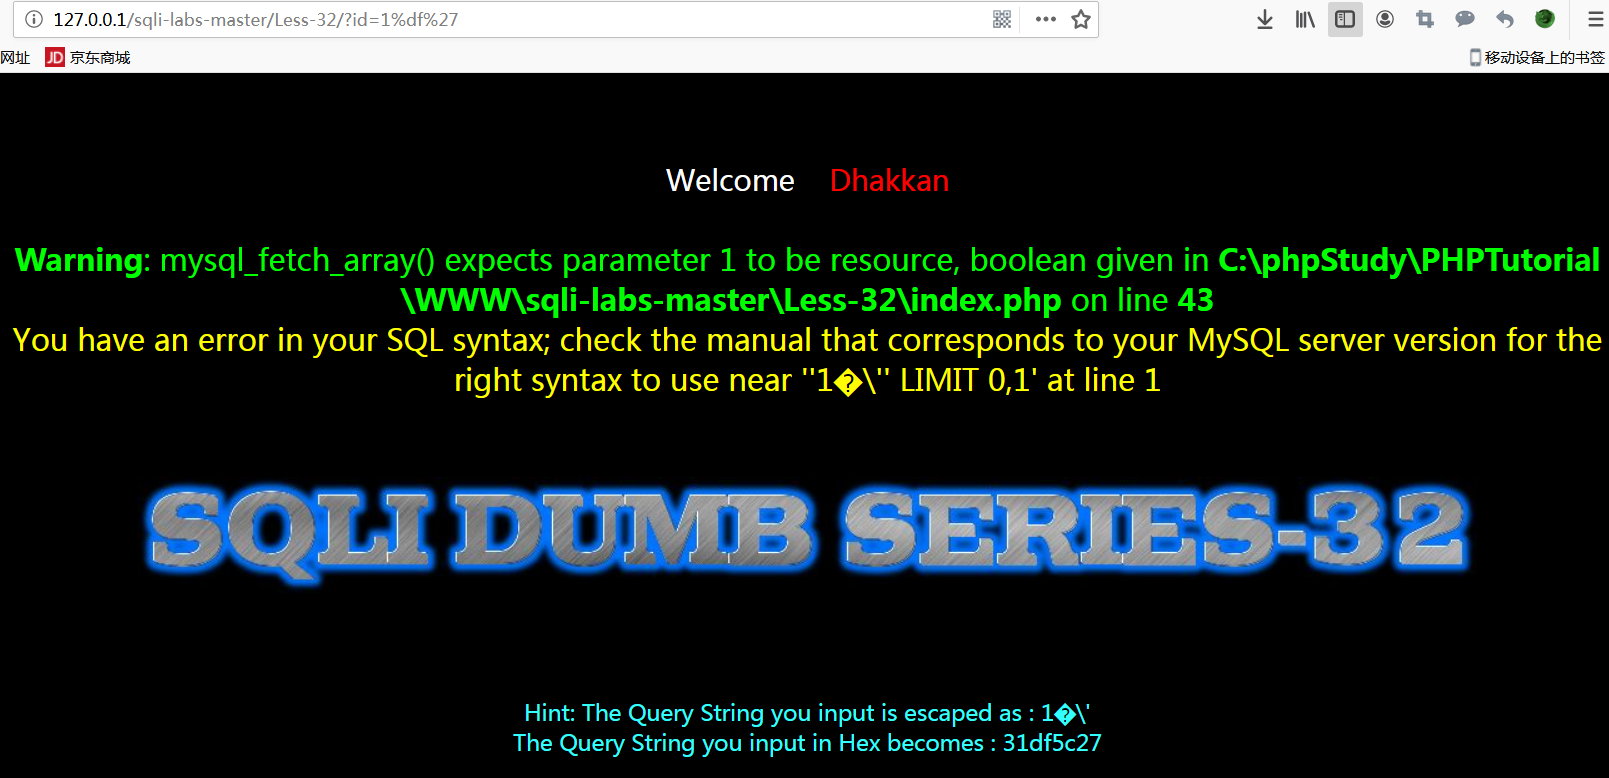 127.0.0.1/sqli-labs-master/Less-32/?id=1%df%27
网址 JD 京东商城 移动设备上的书签
Welcome Dhakkan
Warning: mysql_fetch_array() expects parameter 1 to be resource, boolean given in C:\phpStudy\PHPTutorial
\WWW\sqli-labs-master\Less-32\index.php on line 43
You have an error in your SQL syntax; check the manual that corresponds to your MySQL server version for the
right syntax to use near ''1�\'' LIMIT 0,1' at line 1
SQLI DUMB SERIES-32
Hint: The Query String you input is escaped as : 1�\'
The Query String you input in Hex becomes : 31df5c27